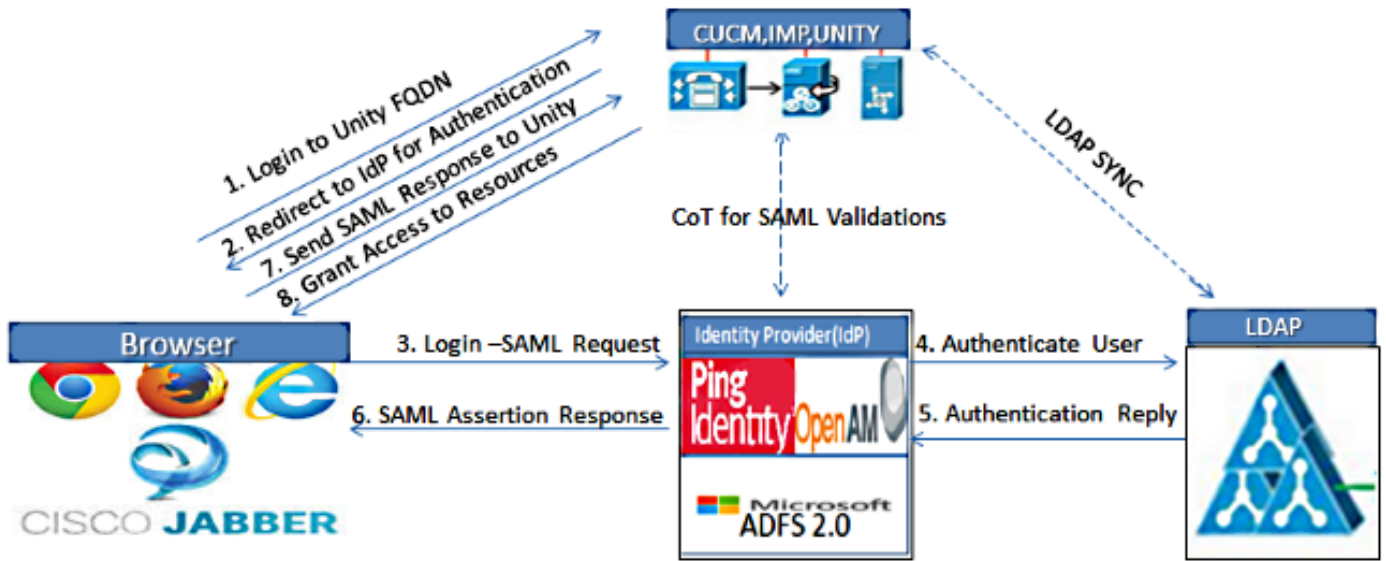 CUCM,IMP,UNITY
1. Login to Unity FQDN
2. Redirect to IdP for Authentication
7. Send SAML Response to Unity
8. Grant Access to Resources
LDAP SYNC
CoT for SAML Validations
Browser
3. Login –SAML Request
Identity Provider(IdP)
4. Authenticate User
LDAP
Ping
Identity
OpenAM
6. SAML Assertion Response
5. Authentication Reply
CISCO JABBER
Microsoft
ADFS 2.0